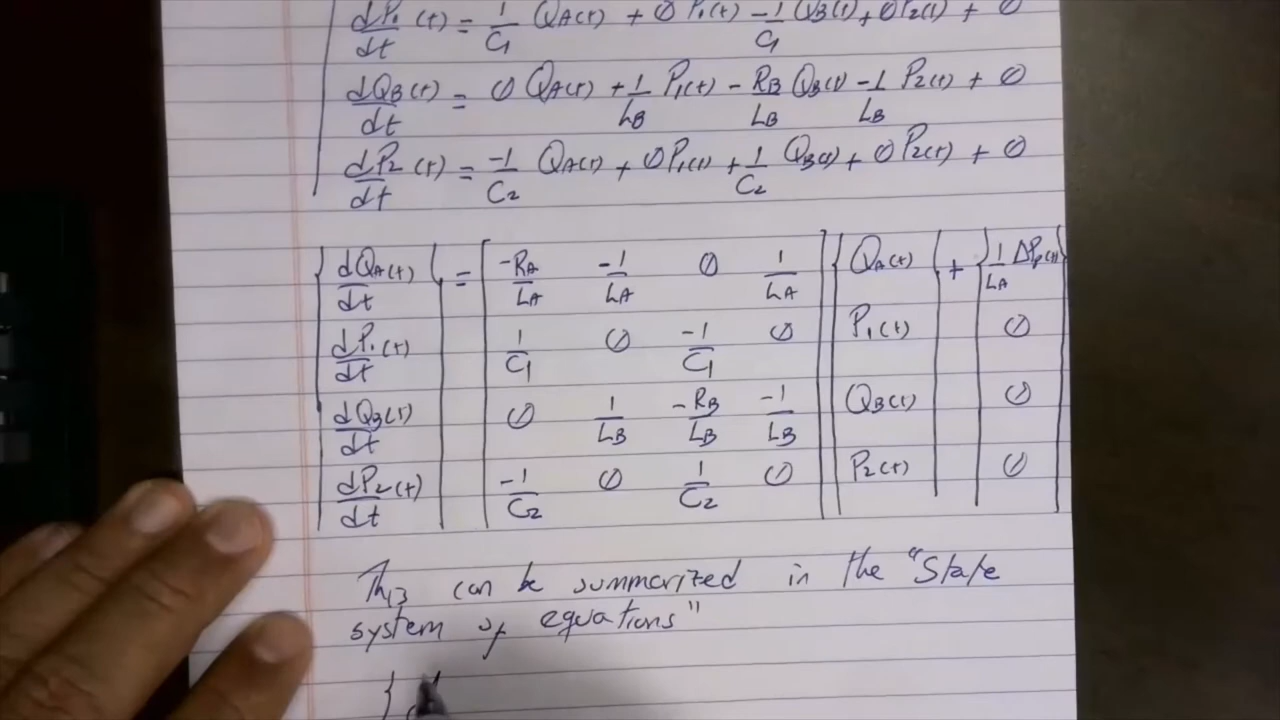 dP₁(t)/dt = 1/C₁ QA(t) + 0 P₁(t) - 1/C₁ QB(t) + 0 P₂(t) + 0
dQB(t)/dt = 0 QA(t) + 1/LB P₁(t) - RB/LB QB(t) - 1/LB P₂(t) + 0
dP₂(t)/dt = -1/C₂ QA(t) + 0 P₁(t) + 1/C₂ QB(t) + 0 P₂(t) + 0
{ dQA(t)/dt } = [ -RA/LA -1/LA 0 1/LA ] { QA(t) } + { 1/LA ΔPp(t) }
dP₁(t)/dt 1/C₁ 0 -1/C₁ 0 P₁(t) 0
dQB(t)/dt 0 1/LB -RB/LB -1/LB QB(t) 0
dP₂(t)/dt -1/C₂ 0 1/C₂ 0 P₂(t) 0
This can be summarized in the "State
system of equations"
{ d